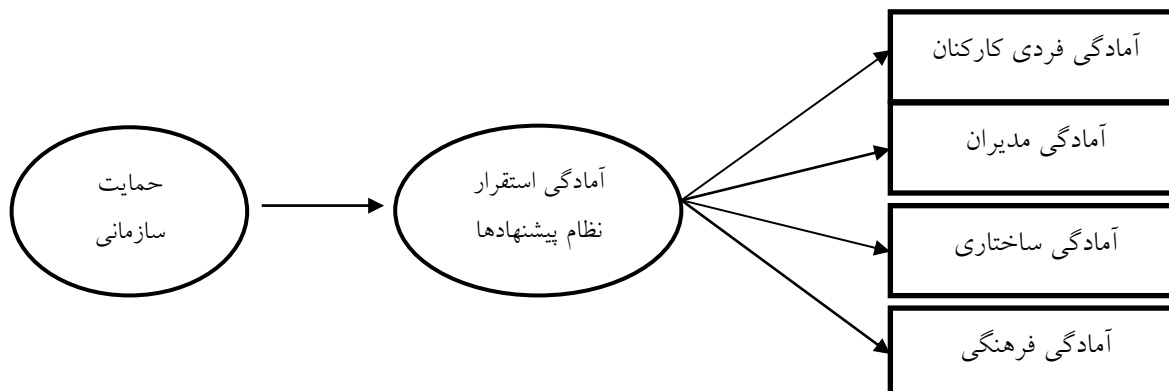 حمایت
سازمانی
آمادگی استقرار
نظام پیشنهادها
آمادگی فردی کارکنان
آمادگی مدیران
آمادگی ساختاری
آمادگی فرهنگی